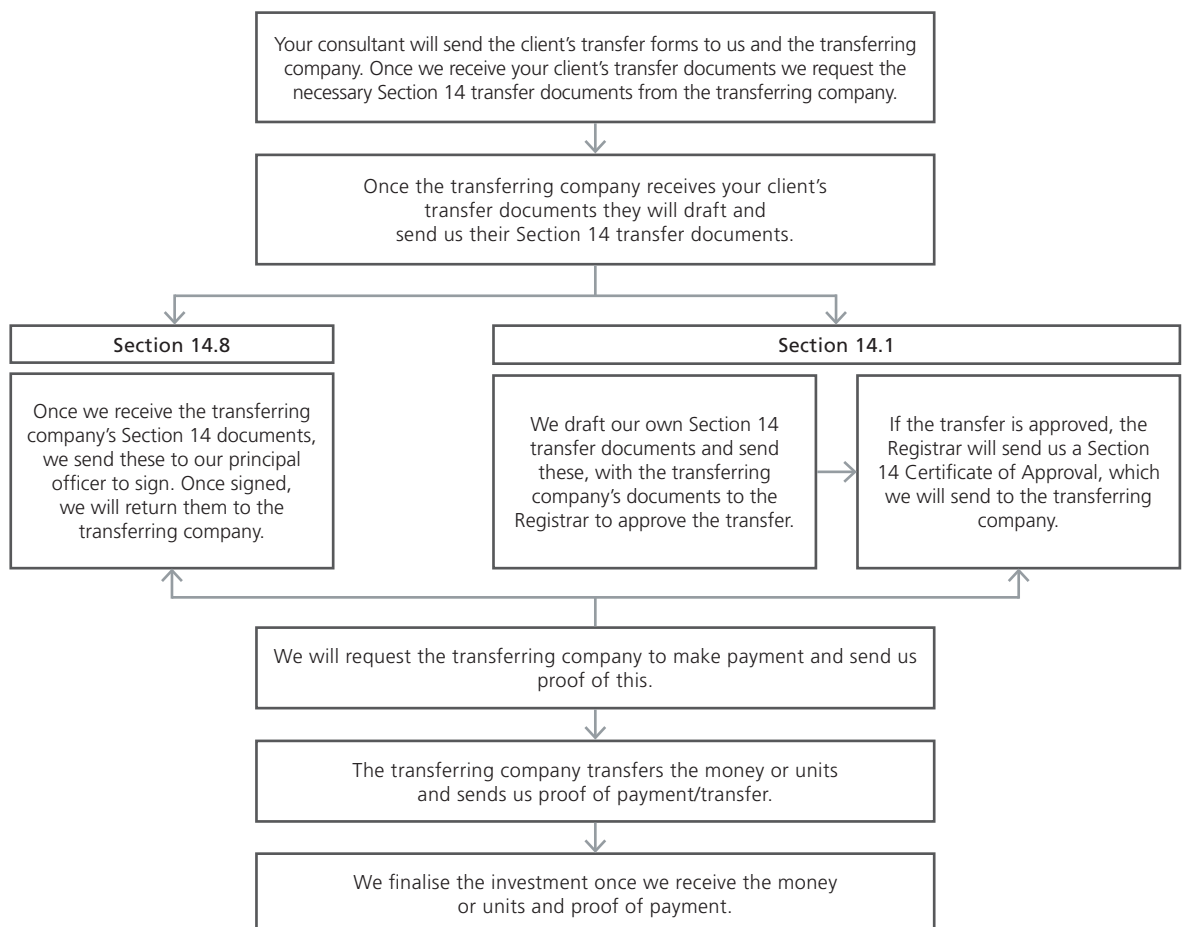 Your consultant will send the client’s transfer forms to us and the transferring
company. Once we receive your client’s transfer documents we request the
necessary Section 14 transfer documents from the transferring company.
Once the transferring company receives your client’s
transfer documents they will draft and
send us their Section 14 transfer documents.
Section 14.8
Once we receive the transferring
company’s Section 14 documents,
we send these to our principal
officer to sign. Once signed,
we will return them to the
transferring company.
Section 14.1
We draft our own Section 14
transfer documents and send
these, with the transferring
company’s documents to the
Registrar to approve the transfer.
If the transfer is approved, the
Registrar will send us a Section
14 Certificate of Approval, which
we will send to the transferring
company.
We will request the transferring company to make payment and send us
proof of this.
The transferring company transfers the money or units
and sends us proof of payment/transfer.
We finalise the investment once we receive the money
or units and proof of payment.